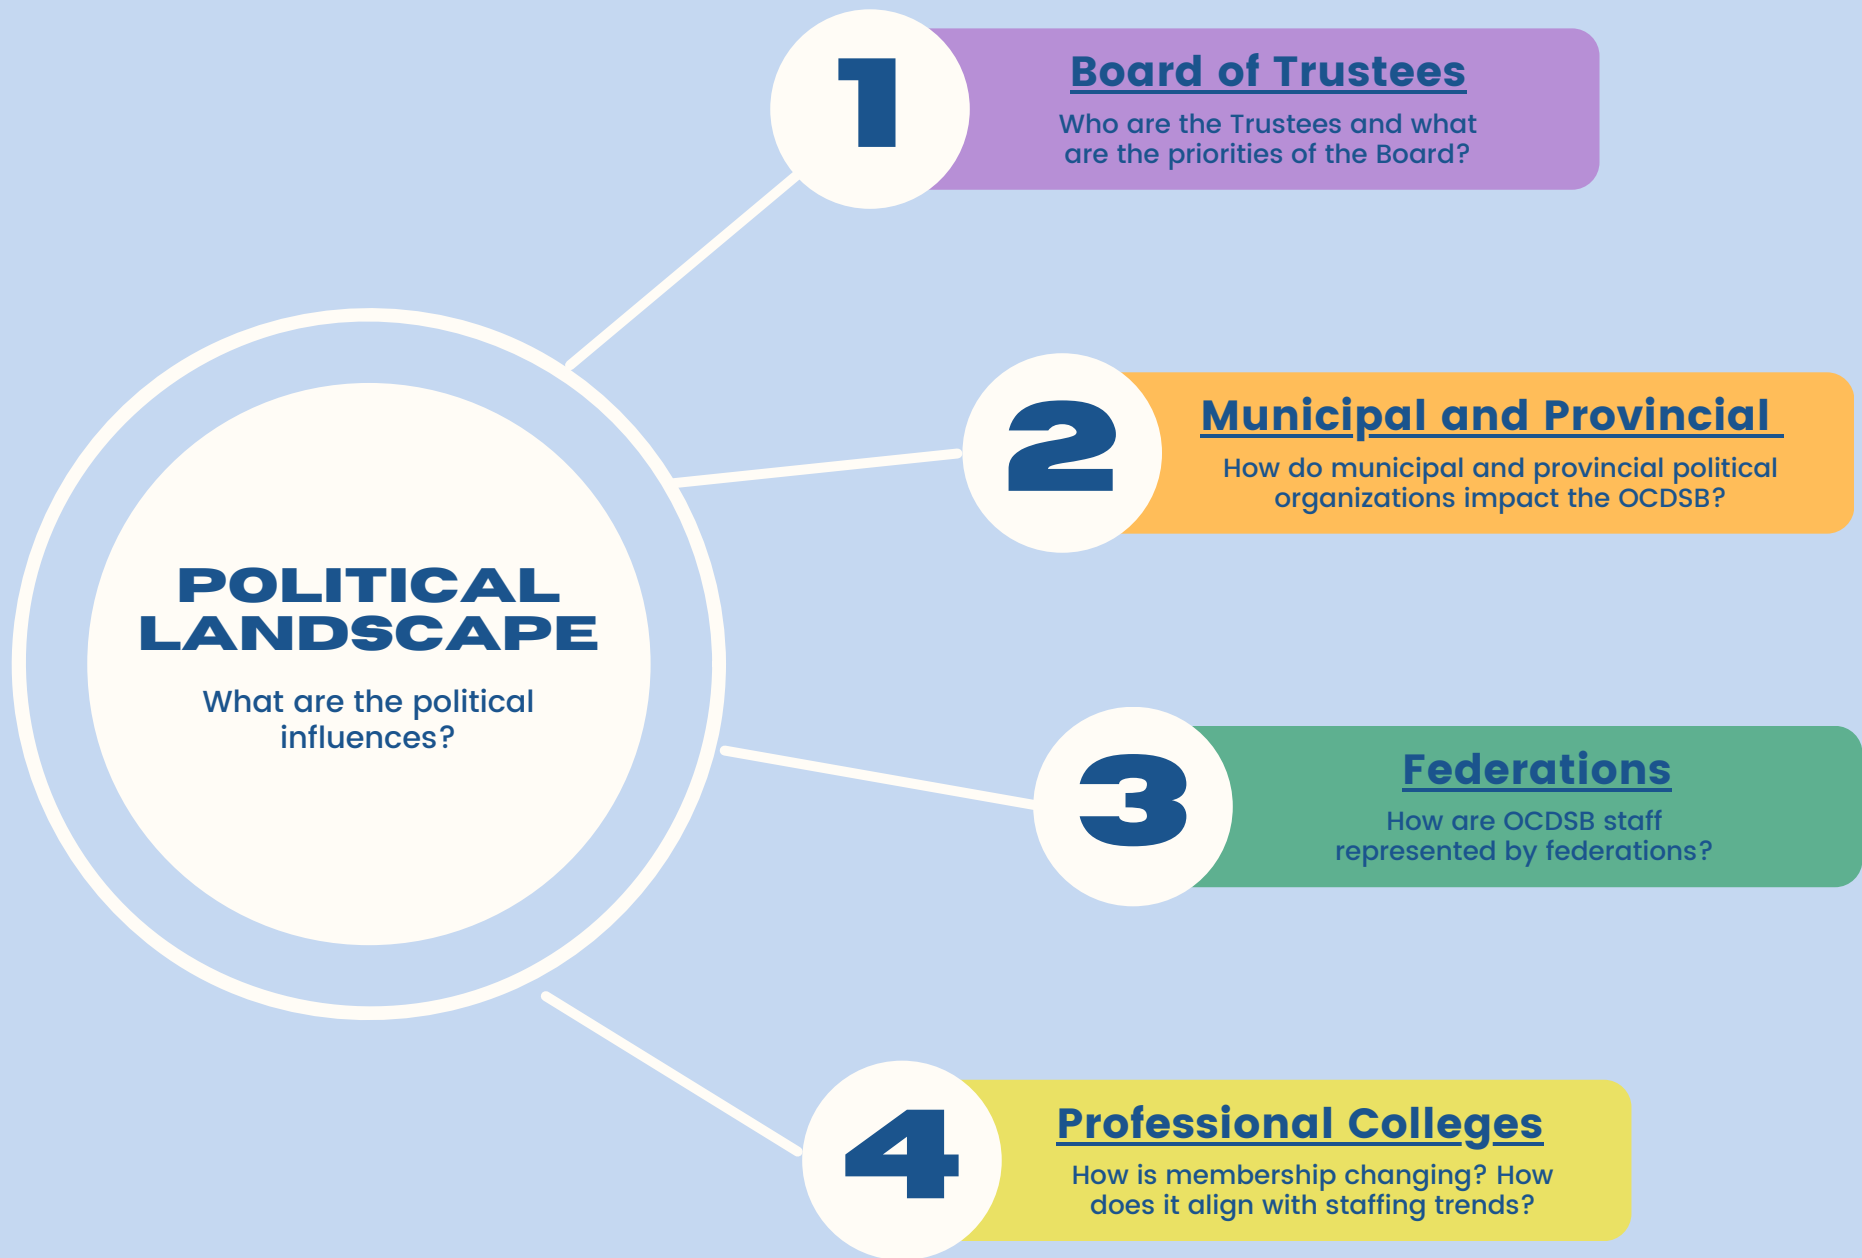 1
Board of Trustees
Who are the Trustees and what
are the priorities of the Board?
2
Municipal and Provincial
How do municipal and provincial political
organizations impact the OCDSB?
POLITICAL
LANDSCAPE
What are the political
influences?
3
Federations
How are OCDSB staff
represented by federations?
4
Professional Colleges
How is membership changing? How
does it align with staffing trends?